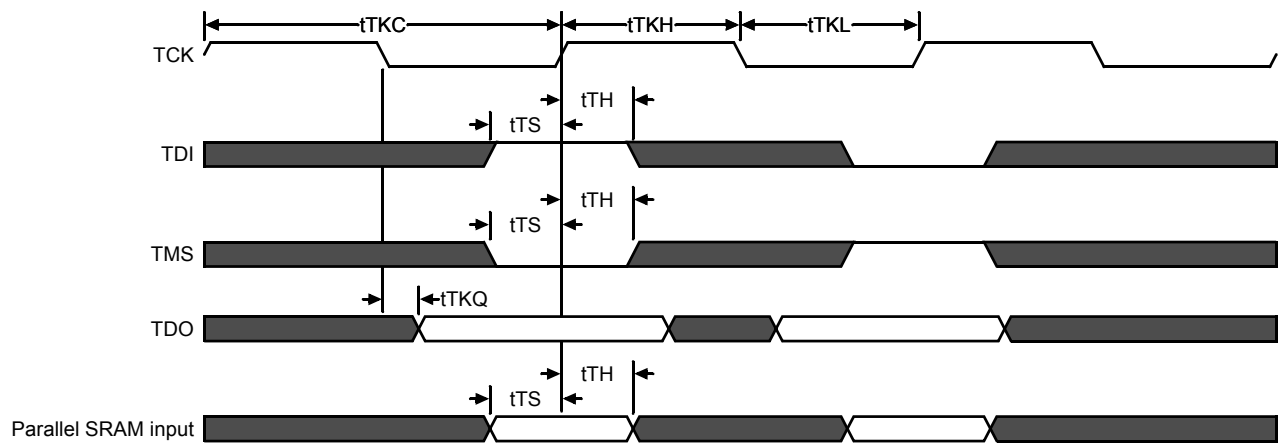 tTKC tTKH tTKL
TCK
tTH
tTS
TDI
tTH
tTS
TMS
tTKQ
TDO
tTH
tTS
Parallel SRAM input